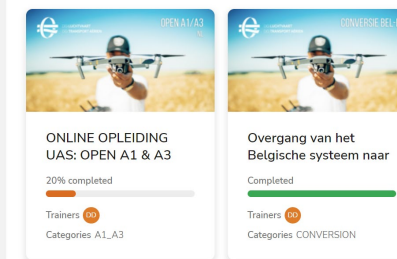 OPEN A1/A3
NL
ONLINE OPLEIDING
UAS: OPEN A1 & A3
20% completed
Trainers DD
Categories A1_A3
CONVERSIE BEL-
Overgang van het
Belgische systeem naar
Completed
Trainers DD
Categories CONVERSION